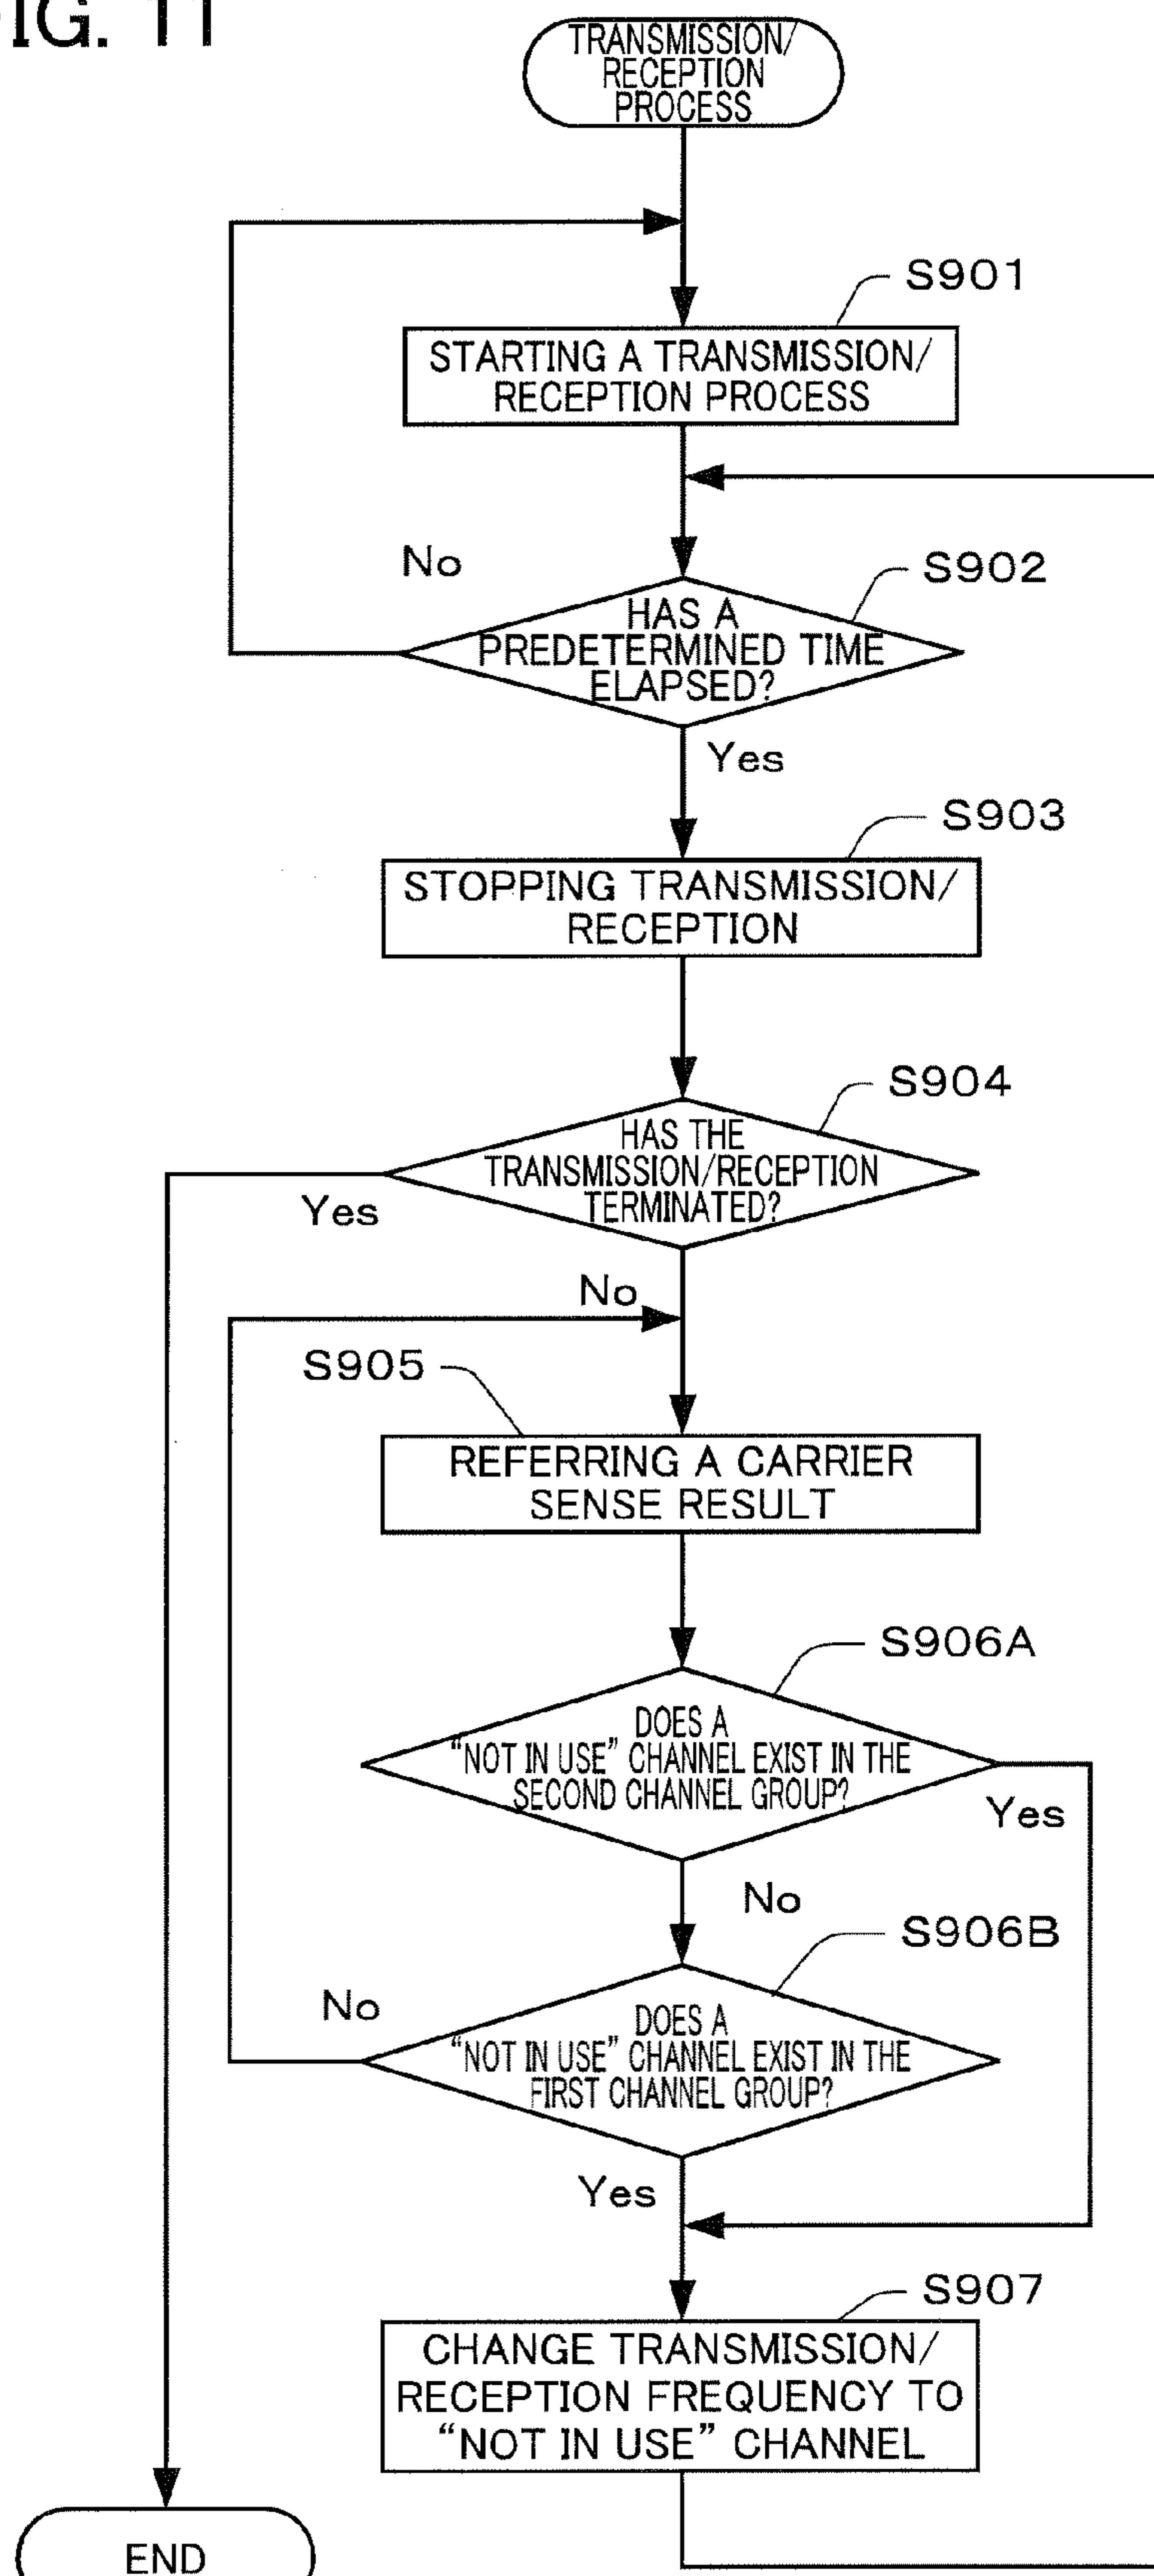 FIG. 11
TRANSMISSION/
RECEPTION
PROCESS
S901
STARTING A TRANSMISSION/
RECEPTION PROCESS
No
S902
HAS A
PREDETERMINED TIME
ELAPSED?
Yes
S903
STOPPING TRANSMISSION/
RECEPTION
S904
HAS THE
TRANSMISSION/RECEPTION
TERMINATED?
Yes
No
S905
REFERRING A CARRIER
SENSE RESULT
S906A
DOES A
“NOT IN USE” CHANNEL EXIST IN THE
SECOND CHANNEL GROUP?
Yes
No
S906B
No
DOES A
“NOT IN USE” CHANNEL EXIST IN THE
FIRST CHANNEL GROUP?
Yes
S907
CHANGE TRANSMISSION/
RECEPTION FREQUENCY TO
“NOT IN USE” CHANNEL
END